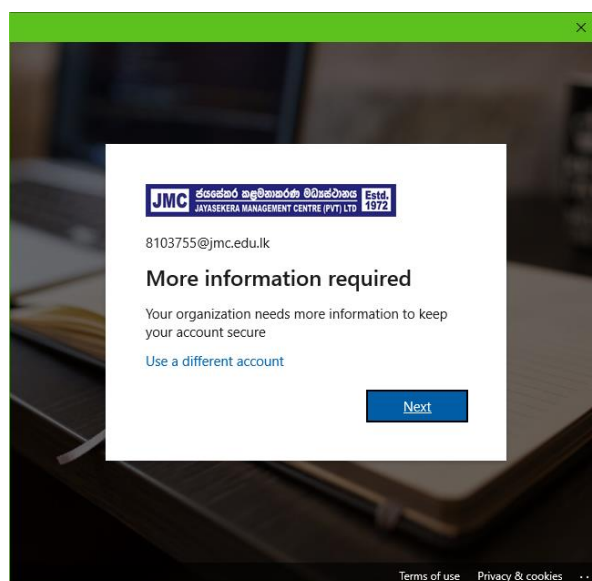 JMC ජයසේකර කළමනාකරණ මධ්‍යස්ථානය Estd.
JAYASEKERA MANAGEMENT CENTRE (PVT) LTD 1972
8103755@jmc.edu.lk
More information required
Your organization needs more information to keep
your account secure
Use a different account
Next
Terms of use Privacy & cookies